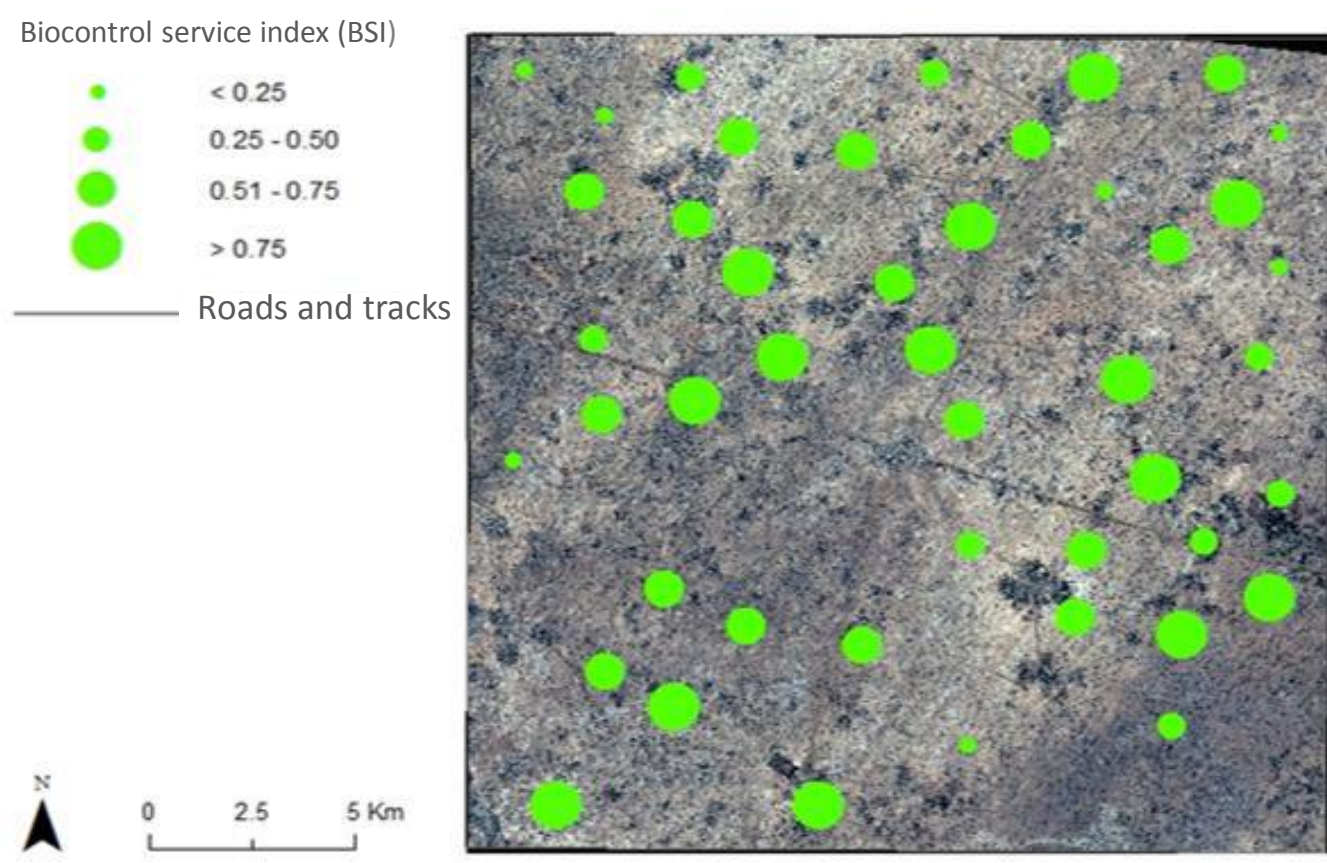 Biocontrol service index (BSI)
< 0.25
0.25 - 0.50
0.51 - 0.75
> 0.75
Roads and tracks
N
0 2.5 5 Km